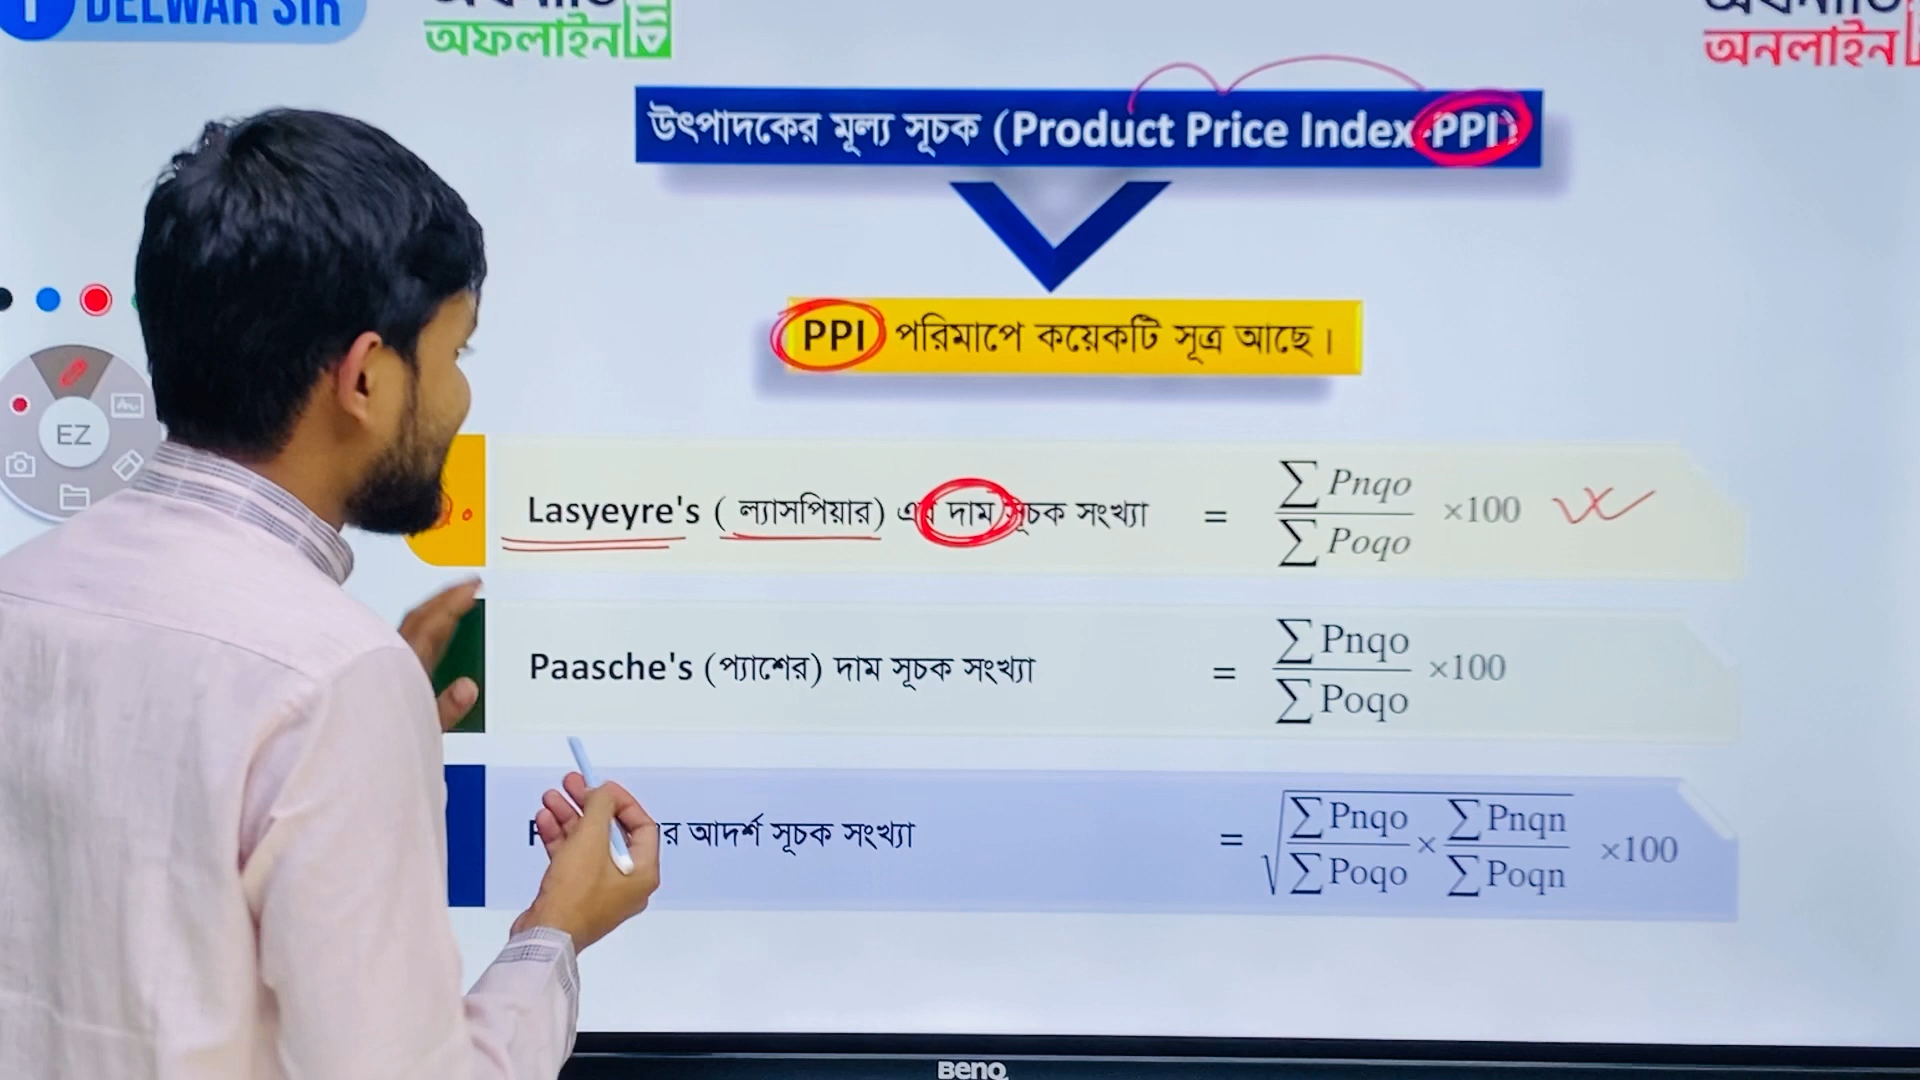 DELWAR SIR
অফলাইন
অনলাইন
উৎপাদকের মূল্য সূচক (Product Price Index-PPI)
PPI পরিমাপে কয়েকটি সূত্র আছে।
EZ
Lasyeyre's ( ল্যাসপিয়ার) এর দাম সূচক সংখ্যা = ∑Pnqo / ∑Poqo ×100
Paasche's (প্যাশের) দাম সূচক সংখ্যা = ∑Pnqo / ∑Poqo ×100
র আদর্শ সূচক সংখ্যা = √(∑Pnqo / ∑Poqo × ∑Pnqn / ∑Poqn) ×100
BenQ